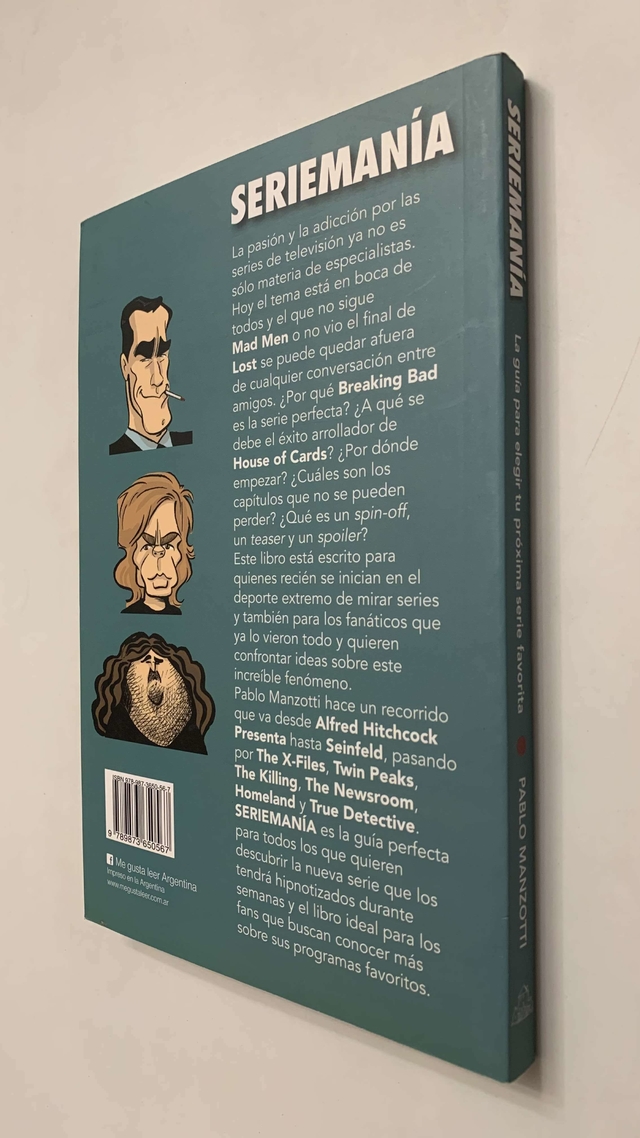 SERIEMANÍA
La pasión y la adicción por las
series de televisión ya no es
sólo materia de especialistas.
Hoy el tema está en boca de
todos y el que no sigue
Mad Men o no vio el final de
Lost se puede quedar afuera
de cualquier conversación entre
amigos. ¿Por qué Breaking Bad
es la serie perfecta? ¿A qué se
debe el éxito arrollador de
House of Cards? ¿Por dónde
empezar? ¿Cuáles son los
capítulos que no se pueden
perder? ¿Qué es un spin-off,
un teaser y un spoiler?
Este libro está escrito para
quienes recién se inician en el
deporte extremo de mirar series
y también para los fanáticos que
ya lo vieron todo y quieren
confrontar ideas sobre este
increíble fenómeno.
Pablo Manzotti hace un recorrido
que va desde Alfred Hitchcock
Presenta hasta Seinfeld, pasando
por The X-Files, Twin Peaks,
The Killing, The Newsroom,
Homeland y True Detective.
SERIEMANÍA es la guía perfecta
para todos los que quieren
descubrir la nueva serie que los
tendrá hipnotizados durante
semanas y el libro ideal para los
fans que buscan conocer más
sobre sus programas favoritos.
ISBN 978-987-3650-56-7
9 789873 650567
f Me gusta leer Argentina
Impreso en la Argentina
www.megustaleer.com.ar
SERIEMANÍA
La guía para elegir tu próxima serie favorita
PABLO MANZOTTI